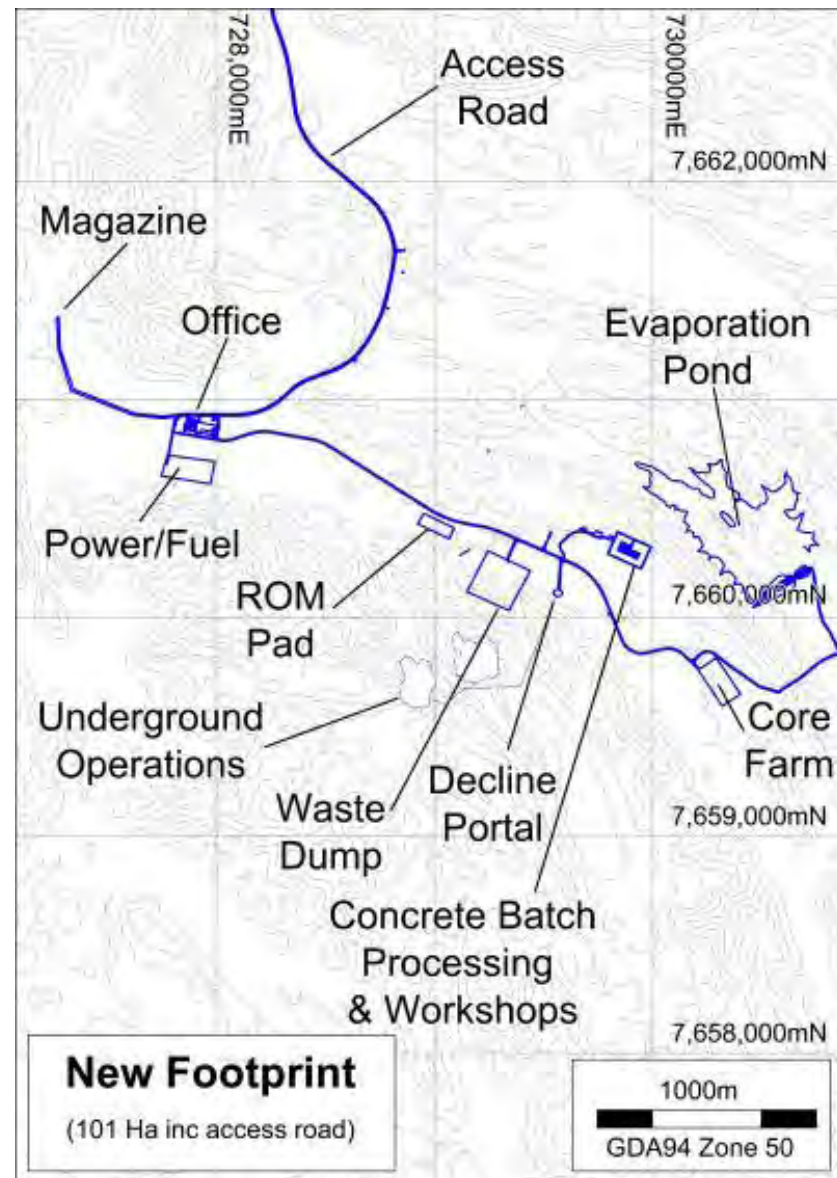 728,000mE
730000mE
Access
Road
7,662,000mN
Magazine
Office
Evaporation
Pond
Power/Fuel
ROM
Pad
7,660,000mN
Underground
Operations
Waste
Dump
Decline
Portal
Core
Farm
7,659,000mN
Concrete Batch
Processing
& Workshops
7,658,000mN
New Footprint
(101 Ha inc access road)
1000m
GDA94 Zone 50